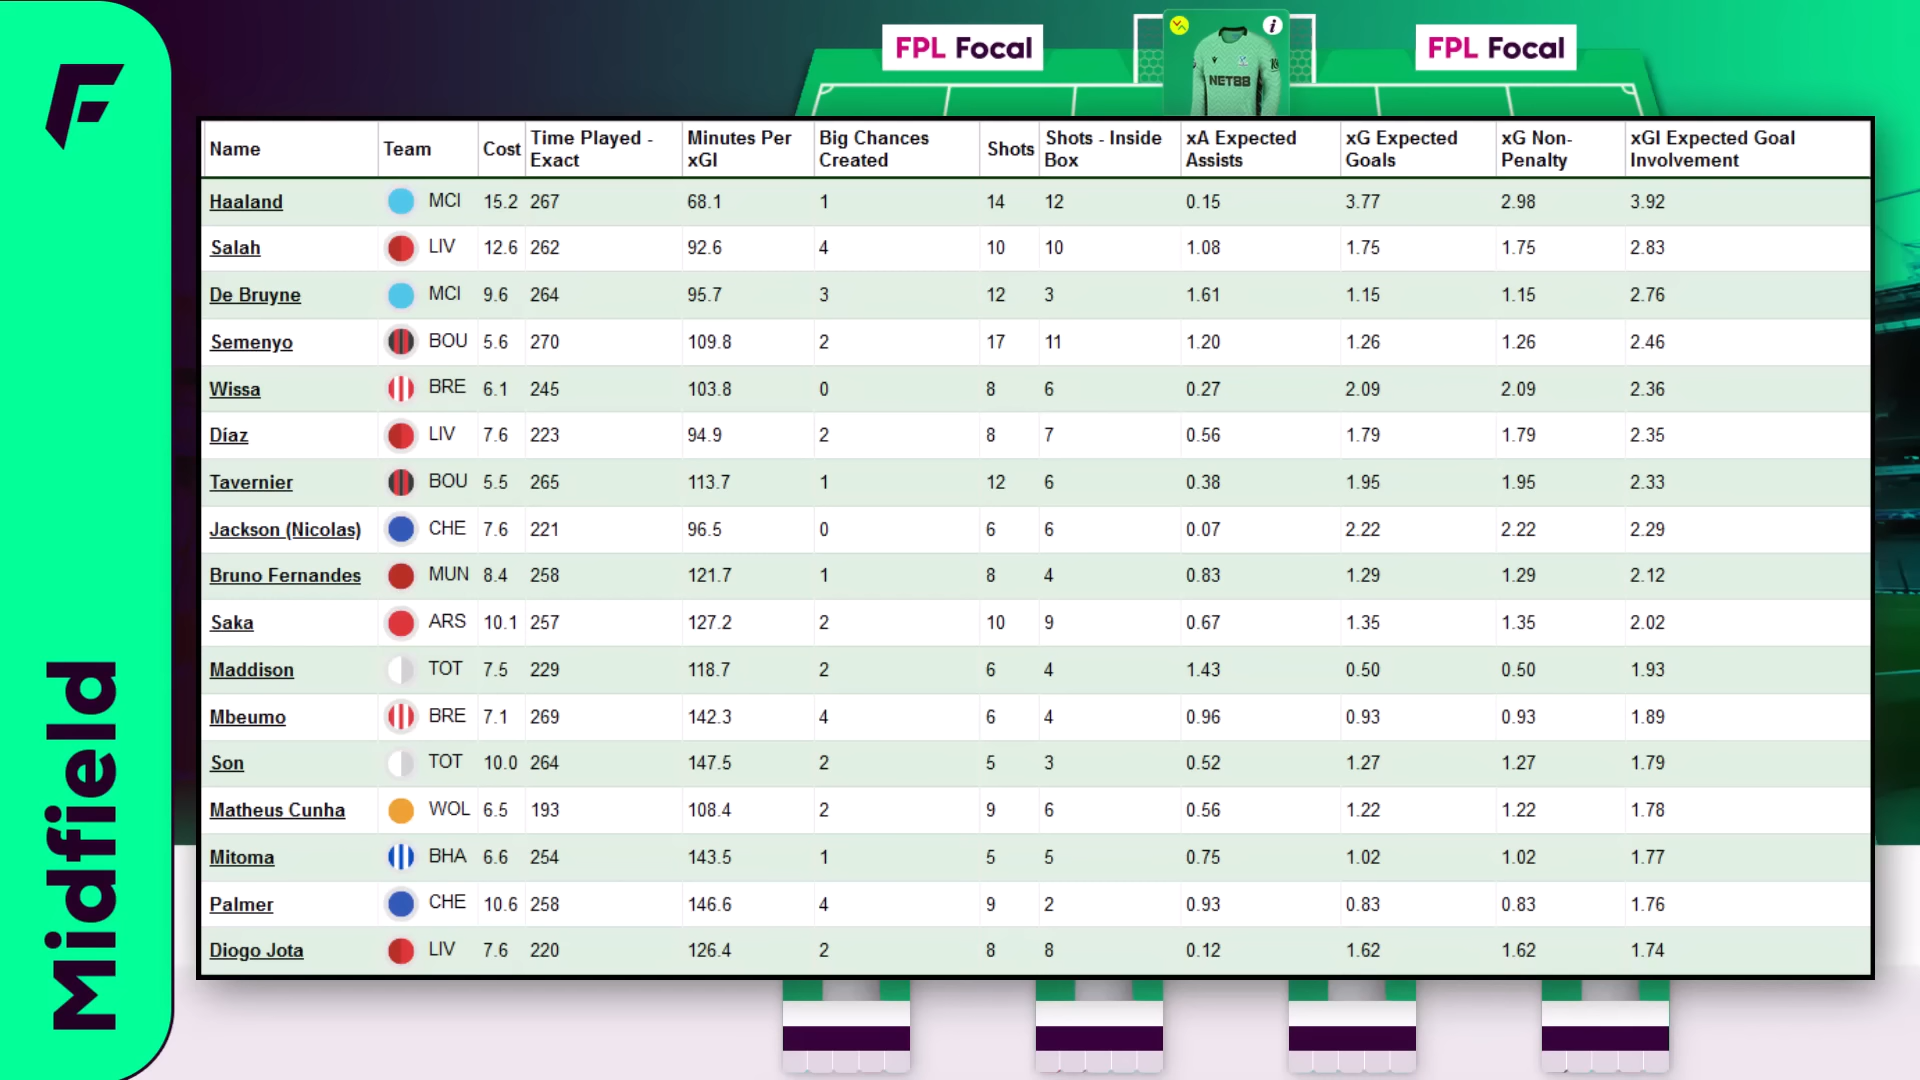 FPL Focal
FPL Focal
NET88
Midfield
Name Team Cost Time Played - Exact Minutes Per xGI Big Chances Created Shots Shots - Inside Box xA Expected Assists xG Expected Goals xG Non-Penalty xGI Expected Goal Involvement
Haaland MCI 15.2 267 68.1 1 14 12 0.15 3.77 2.98 3.92
Salah LIV 12.6 262 92.6 4 10 10 1.08 1.75 1.75 2.83
De Bruyne MCI 9.6 264 95.7 3 12 3 1.61 1.15 1.15 2.76
Semenyo BOU 5.6 270 109.8 2 17 11 1.20 1.26 1.26 2.46
Wissa BRE 6.1 245 103.8 0 8 6 0.27 2.09 2.09 2.36
Díaz LIV 7.6 223 94.9 2 8 7 0.56 1.79 1.79 2.35
Tavernier BOU 5.5 265 113.7 1 12 6 0.38 1.95 1.95 2.33
Jackson (Nicolas) CHE 7.6 221 96.5 0 6 6 0.07 2.22 2.22 2.29
Bruno Fernandes MUN 8.4 258 121.7 1 8 4 0.83 1.29 1.29 2.12
Saka ARS 10.1 257 127.2 2 10 9 0.67 1.35 1.35 2.02
Maddison TOT 7.5 229 118.7 2 6 4 1.43 0.50 0.50 1.93
Mbeumo BRE 7.1 269 142.3 4 6 4 0.96 0.93 0.93 1.89
Son TOT 10.0 264 147.5 2 5 3 0.52 1.27 1.27 1.79
Matheus Cunha WOL 6.5 193 108.4 2 9 6 0.56 1.22 1.22 1.78
Mitoma BHA 6.6 254 143.5 1 5 5 0.75 1.02 1.02 1.77
Palmer CHE 10.6 258 146.6 4 9 2 0.93 0.83 0.83 1.76
Diogo Jota LIV 7.6 220 126.4 2 8 8 0.12 1.62 1.62 1.74